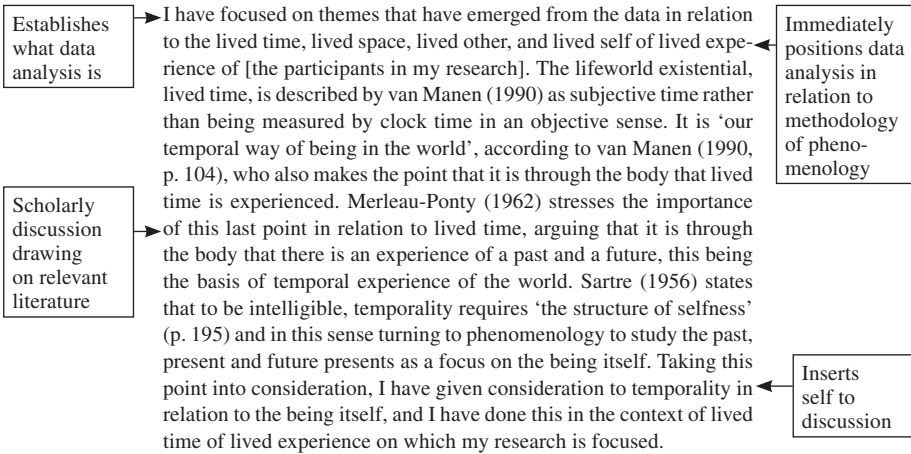 Establishes
what data
analysis is
I have focused on themes that have emerged from the data in relation
to the lived time, lived space, lived other, and lived self of lived expe-
rience of [the participants in my research]. The lifeworld existential,
lived time, is described by van Manen (1990) as subjective time rather
than being measured by clock time in an objective sense. It is ‘our
temporal way of being in the world’, according to van Manen (1990,
p. 104), who also makes the point that it is through the body that lived
time is experienced. Merleau-Ponty (1962) stresses the importance
of this last point in relation to lived time, arguing that it is through
the body that there is an experience of a past and a future, this being
the basis of temporal experience of the world. Sartre (1956) states
that to be intelligible, temporality requires ‘the structure of selfness’
(p. 195) and in this sense turning to phenomenology to study the past,
present and future presents as a focus on the being itself. Taking this
point into consideration, I have given consideration to temporality in
relation to the being itself, and I have done this in the context of lived
time of lived experience on which my research is focused.
Immediately
positions data
analysis in
relation to
methodology
of pheno-
menology
Scholarly
discussion
drawing
on relevant
literature
Inserts
self to
discussion